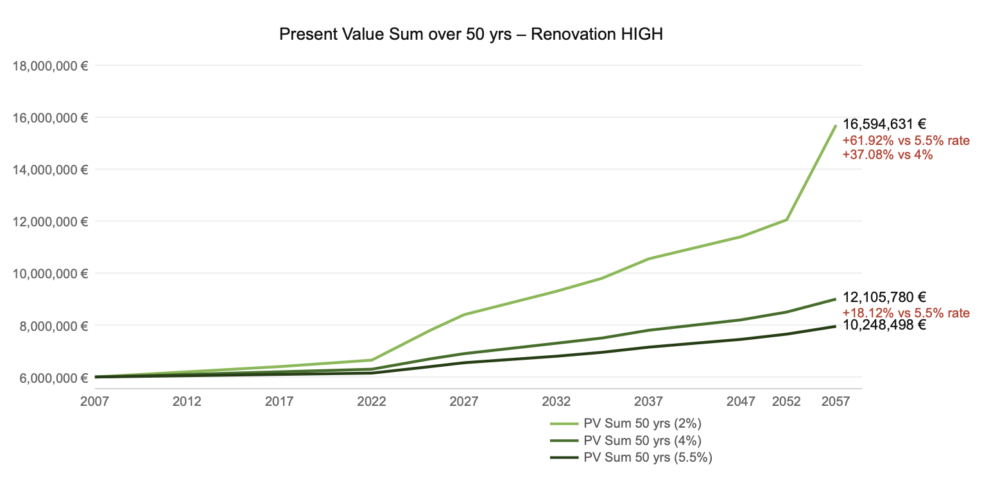 Present Value Sum over 50 yrs – Renovation HIGH
18,000,000 €
16,000,000 €
14,000,000 €
12,000,000 €
10,000,000 €
8,000,000 €
6,000,000 €
16,594,631 €
+61.92% vs 5.5% rate
+37.08% vs 4%
12,105,780 €
+18.12% vs 5.5% rate
10,248,498 €
2007 2012 2017 2022 2027 2032 2037 2047 2052 2057
PV Sum 50 yrs (2%)
PV Sum 50 yrs (4%)
PV Sum 50 yrs (5.5%)